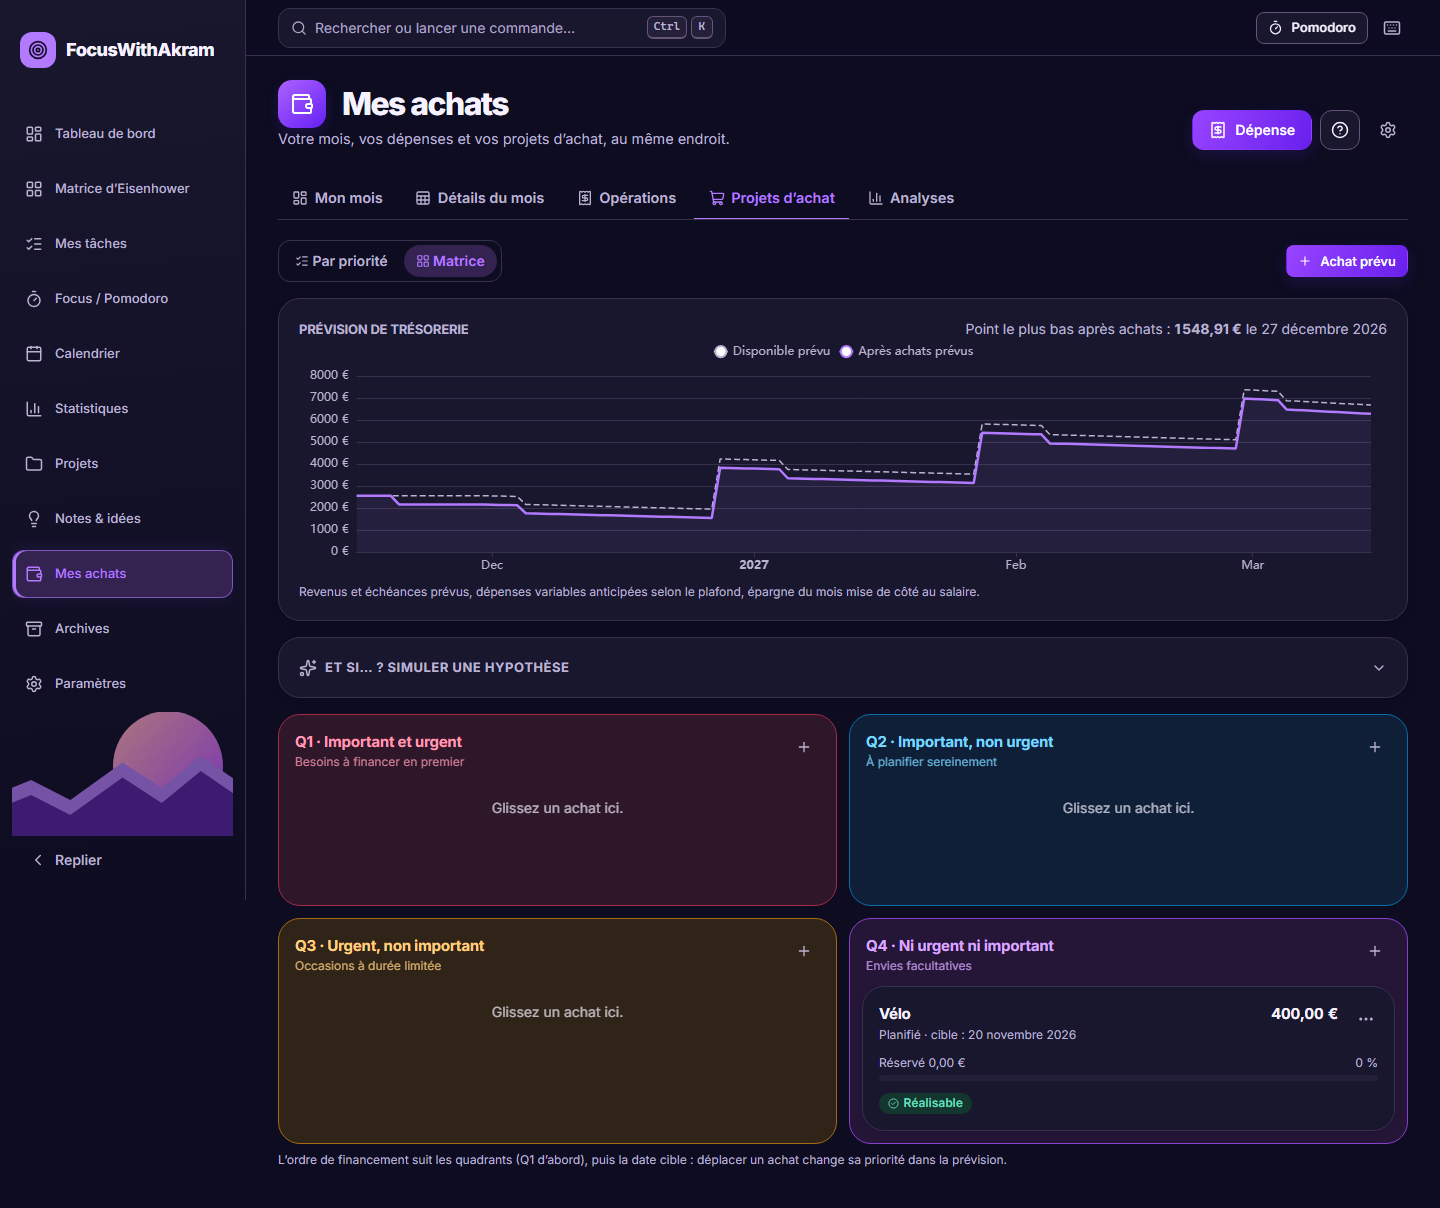 FocusWithAkram
Rechercher ou lancer une commande...
Ctrl K
Pomodoro
Tableau de bord
Matrice d’Eisenhower
Mes tâches
Focus / Pomodoro
Calendrier
Statistiques
Projets
Notes & idées
Mes achats
Archives
Paramètres
Replier
Mes achats
Votre mois, vos dépenses et vos projets d’achat, au même endroit.
Dépense
Mon mois
Détails du mois
Opérations
Projets d’achat
Analyses
Par priorité
Matrice
Achat prévu
PRÉVISION DE TRÉSORERIE
Point le plus bas après achats : 1 548,91 € le 27 décembre 2026
Disponible prévu
Après achats prévus
8000 €
7000 €
6000 €
5000 €
4000 €
3000 €
2000 €
1000 €
0 €
Dec
2027
Feb
Mar
Revenus et échéances prévus, dépenses variables anticipées selon le plafond, épargne du mois mise de côté au salaire.
ET SI... ? SIMULER UNE HYPOTHÈSE
Q1 · Important et urgent
Besoins à financer en premier
Glissez un achat ici.
Q2 · Important, non urgent
À planifier sereinement
Glissez un achat ici.
Q3 · Urgent, non important
Occasions à durée limitée
Glissez un achat ici.
Q4 · Ni urgent ni important
Envies facultatives
Vélo
400,00 €
Planifié · cible : 20 novembre 2026
Réservé 0,00 €
0 %
Réalisable
L’ordre de financement suit les quadrants (Q1 d’abord), puis la date cible : déplacer un achat change sa priorité dans la prévision.